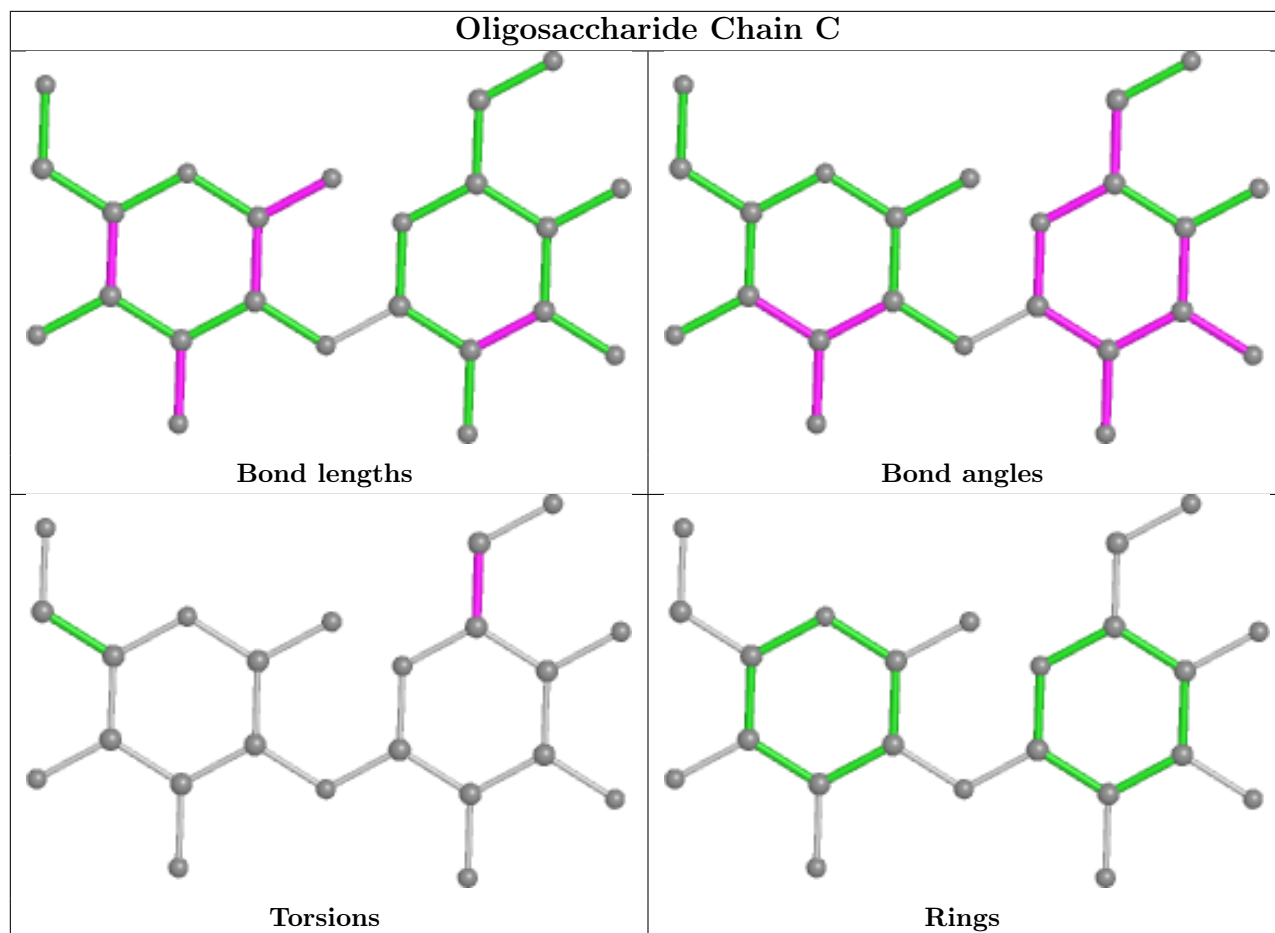 Oligosaccharide Chain C
Bond lengths
Bond angles
Torsions
Rings